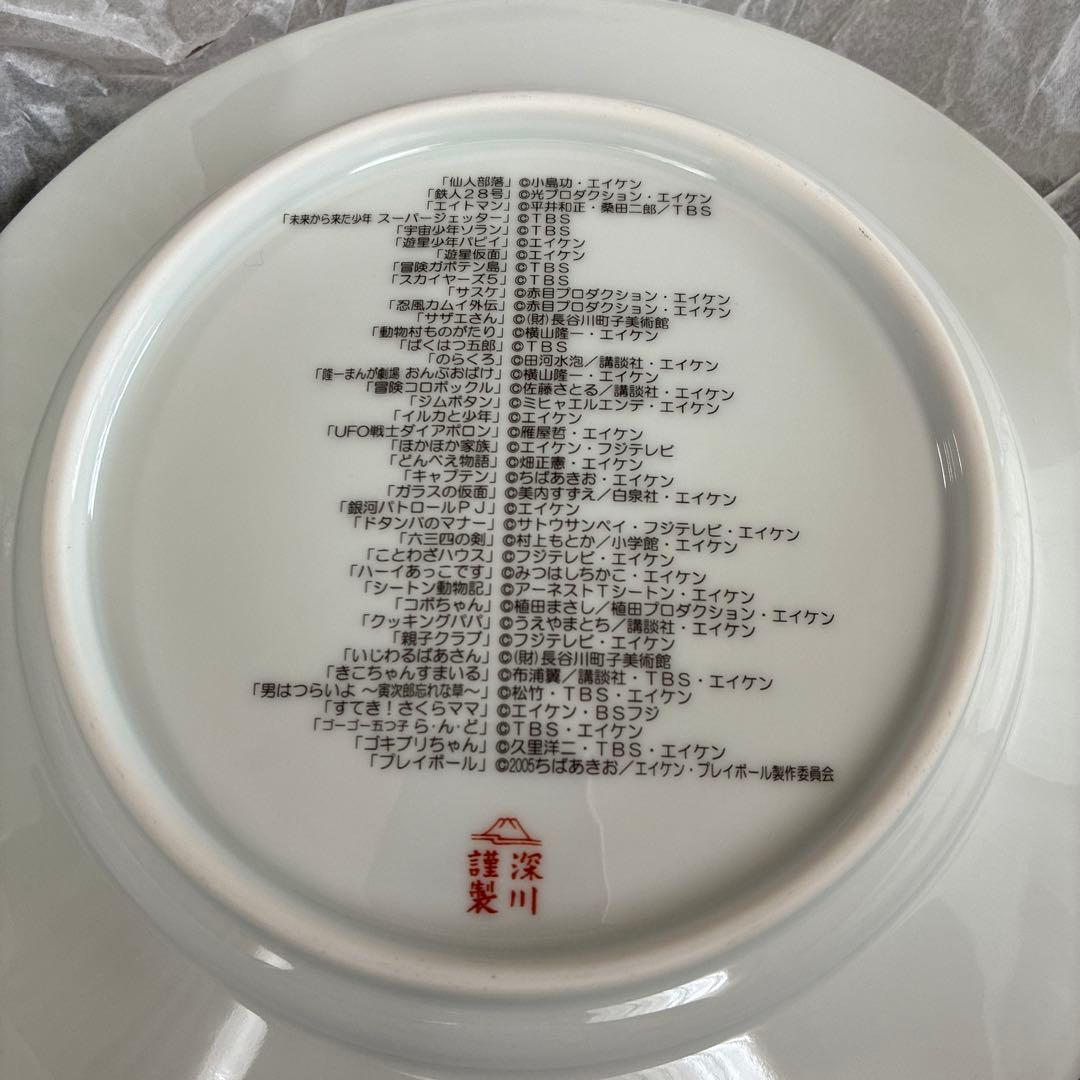 「仙人部落」©小島功・エイケン
「鉄人28号」©光プロダクション・エイケン
「エイトマン」©平井和正・桑田二郎/TBS
「未来から来た少年 スーパージェッター」©TBS
「宇宙少年ソラン」©TBS
「遊星少年パピイ」©エイケン
「遊星仮面」©エイケン
「冒険ガボテン島」©TBS
「スカイヤーズ5」©TBS
「サスケ」©赤目プロダクション・エイケン
「忍風カムイ外伝」©赤目プロダクション・エイケン
「サザエさん」©(財)長谷川町子美術館
「動物村ものがたり」©横山隆一・エイケン
「ばくはつ五郎」©TBS
「のらくろ」©田河水泡/講談社・エイケン
「隆一まんが劇場 おんぶおばけ」©横山隆一・エイケン
「冒険コロボックル」©佐藤さとる/講談社・エイケン
「ジムボタン」©ミヒャエルエンデ・エイケン
「イルカと少年」©エイケン
「UFO戦士ダイアポロン」©雁屋哲・エイケン
「ほかほか家族」©エイケン・フジテレビ
「どんべえ物語」©畑正憲・エイケン
「キャプテン」©ちばあきお・エイケン
「ガラスの仮面」©美内すずえ/白泉社・エイケン
「銀河パトロールPJ」©エイケン
「ドタンバのマナー」©サトウサンペイ・フジテレビ・エイケン
「六三四の剣」©村上もとか/小学館・エイケン
「ことわざハウス」©フジテレビ・エイケン
「ハーイあっこです」©みつはしちかこ・エイケン
「シートン動物記」©アーネストTシートン・エイケン
「コボちゃん」©植田まさし/植田プロダクション・エイケン
「クッキングパパ」©うえやまとち/講談社・エイケン
「親子クラブ」©フジテレビ・エイケン
「いじわるばあさん」©(財)長谷川町子美術館
「きこちゃんすまいる」©布浦翼/講談社・TBS・エイケン
「男はつらいよ ～寅次郎忘れな草～」©松竹・TBS・エイケン
「すてき!さくらママ」©エイケン・BSフジ
「ゴーゴー五つ子 ら・ん・ど」©TBS・エイケン
「ゴキブリちゃん」©久里洋二・TBS・エイケン
「プレイボール」©2005ちばあきお/エイケン・プレイボール製作委員会
深川
謹製